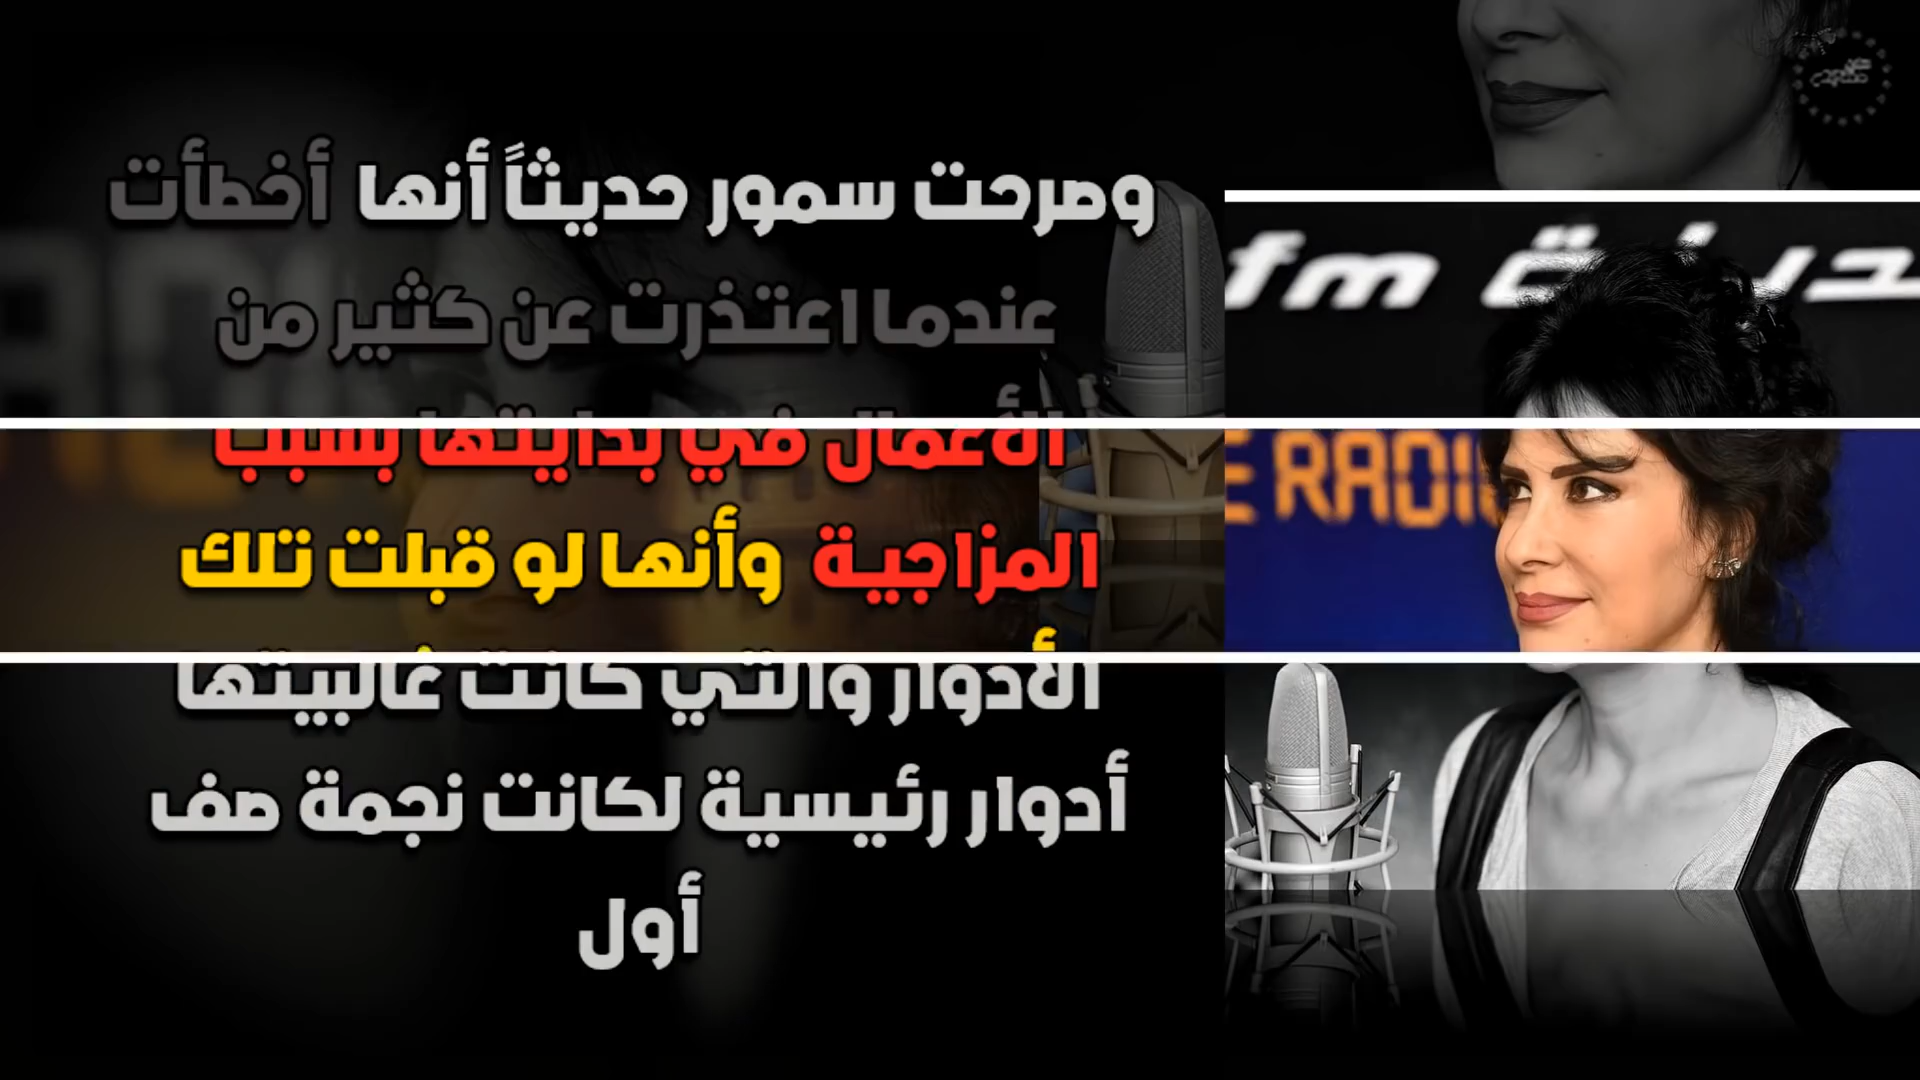 وصرحت سمور حديثاً أنها أخطأت
عندما اعتذرت عن كثير من
الأعمال في بدايتها بسبب
المزاجية وأنها لو قبلت تلك
الأدوار والتي كانت غالبيتها
أدوار رئيسية لكانت نجمة صف
أول
fm
E RADIO